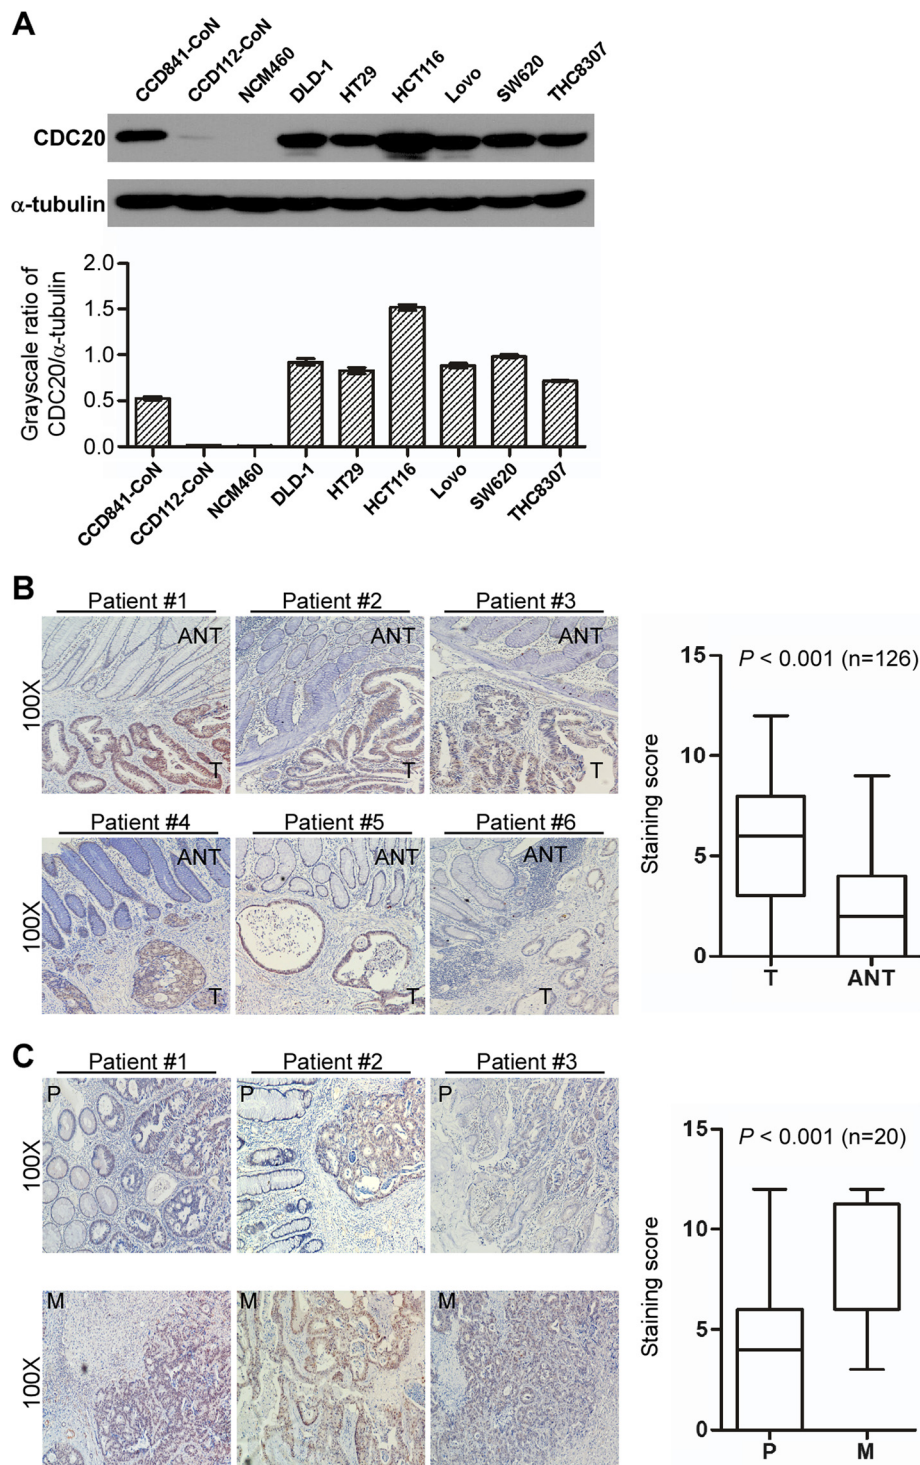 A
CCD841-CoN
CCD112-CoN
NCM460
DLD-1
HT29
HCT116
Lovo
SW620
THC8307
CDC20
α-tubulin
Grayscale ratio of
CDC20/α-tubulin
2.0
1.5
1.0
0.5
0.0
CCD841-CoN
CCD112-CoN
NCM460
DLD-1
HT29
HCT116
Lovo
SW620
THC8307
B
Patient #1 Patient #2 Patient #3
100X
ANT ANT ANT
T T T
Patient #4 Patient #5 Patient #6
100X
ANT ANT ANT
T T T
Staining score
15
10
5
0
P < 0.001 (n=126)
T ANT
C
Patient #1 Patient #2 Patient #3
100X
P P P
100X
M M M
Staining score
15
10
5
0
P < 0.001 (n=20)
P M